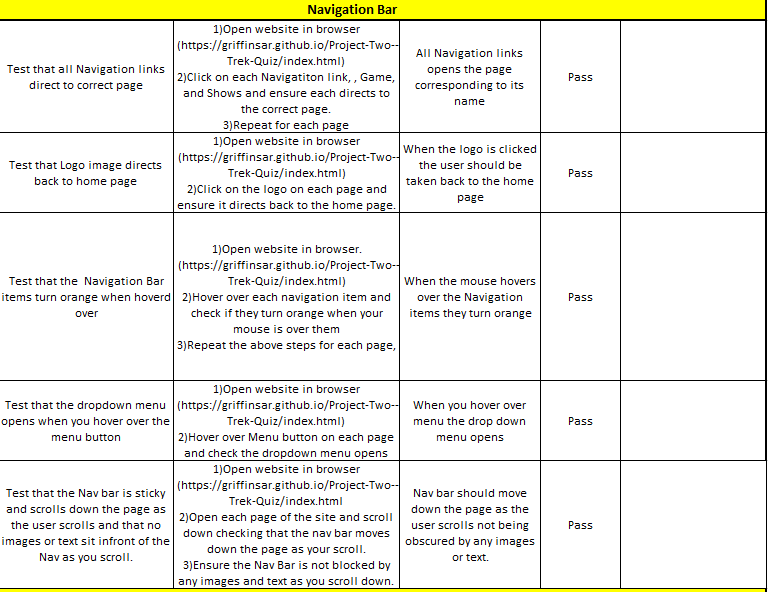 Navigation Bar
Test that all Navigation links
direct to correct page
1)Open website in browser
(https://griffinsar.github.io/Project-Two--
Trek-Quiz/index.html)
2)Click on each Navigatiton link, , Game,
and Shows and ensure each directs to
the correct page.
3)Repeat for each page
All Navigation links
opens the page
corresponding to its
name
Pass
Test that Logo image directs
back to home page
1)Open website in browser
(https://griffinsar.github.io/Project-Two--
Trek-Quiz/index.html)
2)Click on the logo on each page and
ensure it directs back to the home page.
When the logo is clicked
the user should be
taken back to the home
page
Pass
Test that the  Navigation Bar
items turn orange when hoverd
over
1)Open website in browser.
(https://griffinsar.github.io/Project-Two--
Trek-Quiz/index.html)
2)Hover over each navigation item and
check if they turn orange when your
mouse is over them
3)Repeat the above steps for each page,
When the mouse hovers
over the Navigation
items they turn orange
Pass
Test that the dropdown menu
opens when you hover over the
menu button
1)Open website in browser
(https://griffinsar.github.io/Project-Two--
Trek-Quiz/index.html)
2)Hover over Menu button on each page
and check the dropdown menu opens
When you hover over
menu the drop down
menu opens
Pass
Test that the Nav bar is sticky
and scrolls down the page as
the user scrolls and that no
images or text sit infront of the
Nav as you scroll.
1)Open website in browser
(https://griffinsar.github.io/Project-Two--
Trek-Quiz/index.html
2)Open each page of the site and scroll
down checking that the nav bar moves
down the page as your scroll.
3)Ensure the Nav Bar is not blocked by
any images and text as you scroll down.
Nav bar should move
down the page as the
user scrolls not being
obscured by any images
or text.
Pass